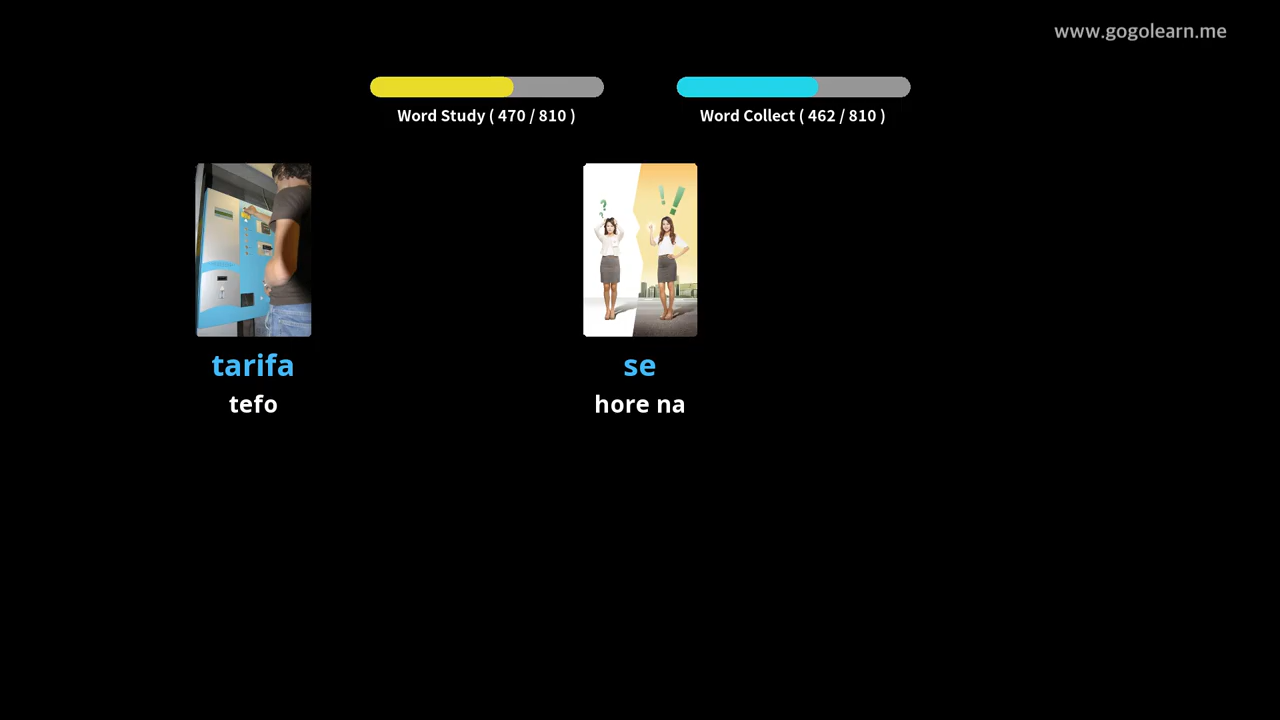 www.gogolearn.me
Word Study ( 470 / 810 )
Word Collect ( 462 / 810 )
tarifa
tefo
se
hore na